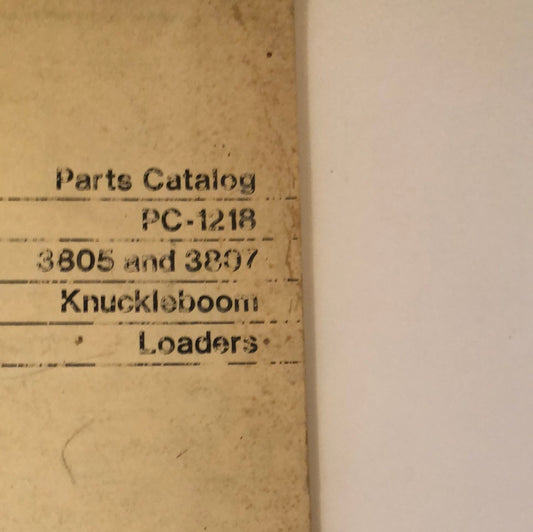 Parts Catalog
PC-1218
3805 and 3807
Knuckleboom
Loaders